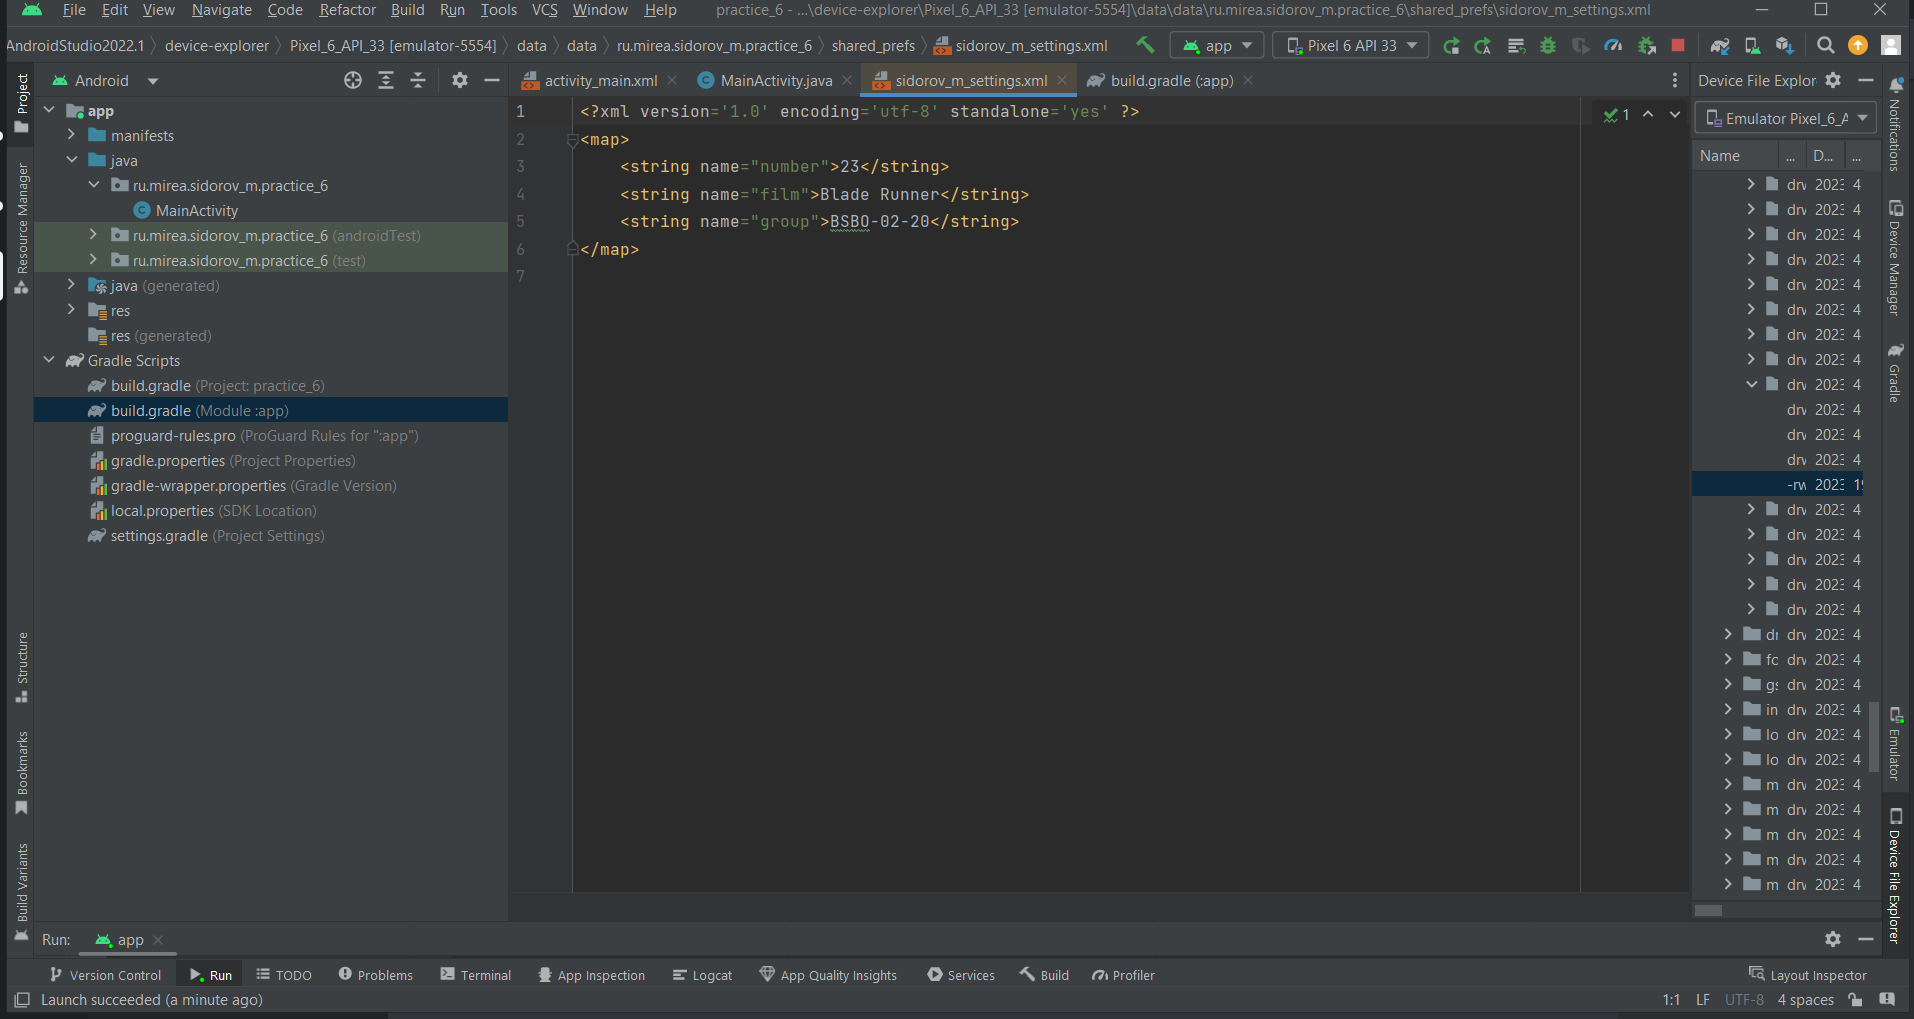 File Edit View Navigate Code Refactor Build Run Tools VCS Window Help practice_6 - ...\device-explorer\Pixel_6_API_33 [emulator-5554]\data\data\ru.mirea.sidorov_m.practice_6\shared_prefs\sidorov_m_settings.xml
AndroidStudio2022.1 device-explorer Pixel_6_API_33 [emulator-5554] data data ru.mirea.sidorov_m.practice_6 shared_prefs sidorov_m_settings.xml app Pixel 6 API 33
Project
Resource Manager
Structure
Bookmarks
Build Variants
Android
app
manifests
java
ru.mirea.sidorov_m.practice_6
MainActivity
ru.mirea.sidorov_m.practice_6 (androidTest)
ru.mirea.sidorov_m.practice_6 (test)
java (generated)
res
res (generated)
Gradle Scripts
build.gradle (Project: practice_6)
build.gradle (Module :app)
proguard-rules.pro (ProGuard Rules for ":app")
gradle.properties (Project Properties)
gradle-wrapper.properties (Gradle Version)
local.properties (SDK Location)
settings.gradle (Project Settings)
activity_main.xml MainActivity.java sidorov_m_settings.xml build.gradle (:app)
1 <?xml version='1.0' encoding='utf-8' standalone='yes' ?>
2 <map>
3 <string name="number">23</string>
4 <string name="film">Blade Runner</string>
5 <string name="group">BSBO-02-20</string>
6 </map>
7
1
Device File Explor
Emulator Pixel_6_A
Name ... D... ...
drv 2023 4
drv 2023 4
drv 2023 4
drv 2023 4
drv 2023 4
drv 2023 4
drv 2023 4
drv 2023 4
drv 2023 4
drv 2023 4
drv 2023 4
drv 2023 4
-rw 2023 19
drv 2023 4
drv 2023 4
drv 2023 4
drv 2023 4
drv 2023 4
dr drv 2023 4
fo drv 2023 4
gs drv 2023 4
in drv 2023 4
lo drv 2023 4
lo drv 2023 4
m drv 2023 4
m drv 2023 4
m drv 2023 4
m drv 2023 4
m drv 2023 4
Notifications
Device Manager
Gradle
Emulator
Device File Explorer
Run: app
Version Control Run TODO Problems Terminal App Inspection Logcat App Quality Insights Services Build Profiler Layout Inspector
Launch succeeded (a minute ago) 1:1 LF UTF-8 4 spaces